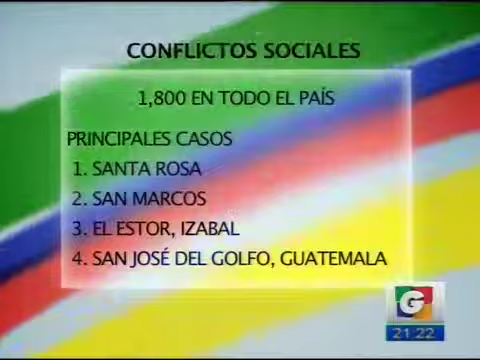 CONFLICTOS SOCIALES
1,800 EN TODO EL PAÍS
PRINCIPALES CASOS
1. SANTA ROSA
2. SAN MARCOS
3. EL ESTOR, IZABAL
4. SAN JOSÉ DEL GOLFO, GUATEMALA
G
21:22